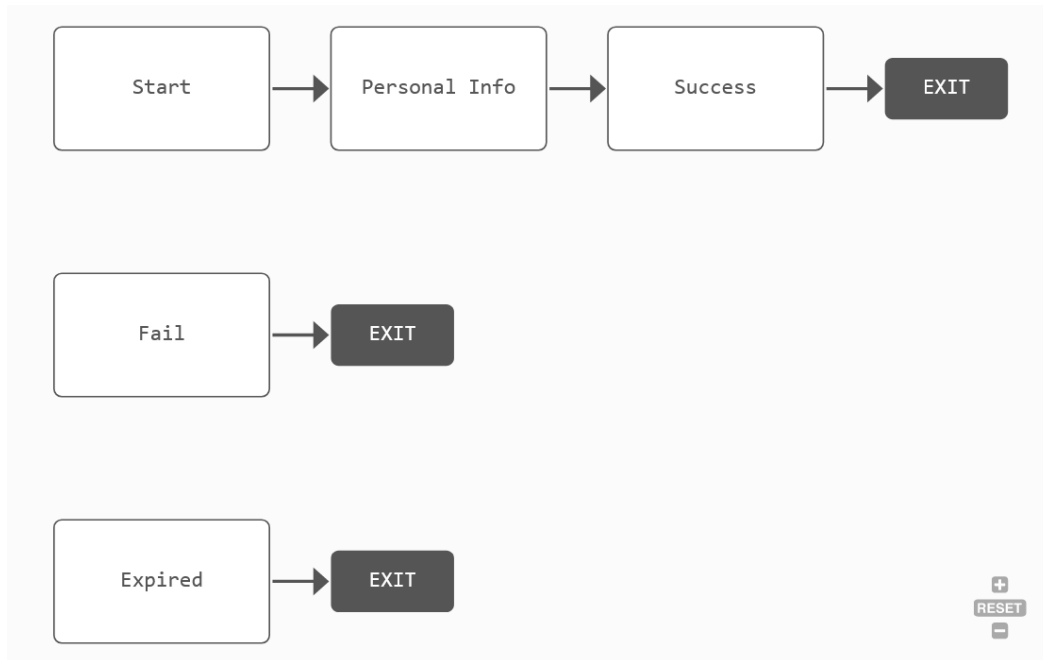 Start
Personal Info
Success
EXIT
Fail
EXIT
Expired
EXIT
+
RESET
-